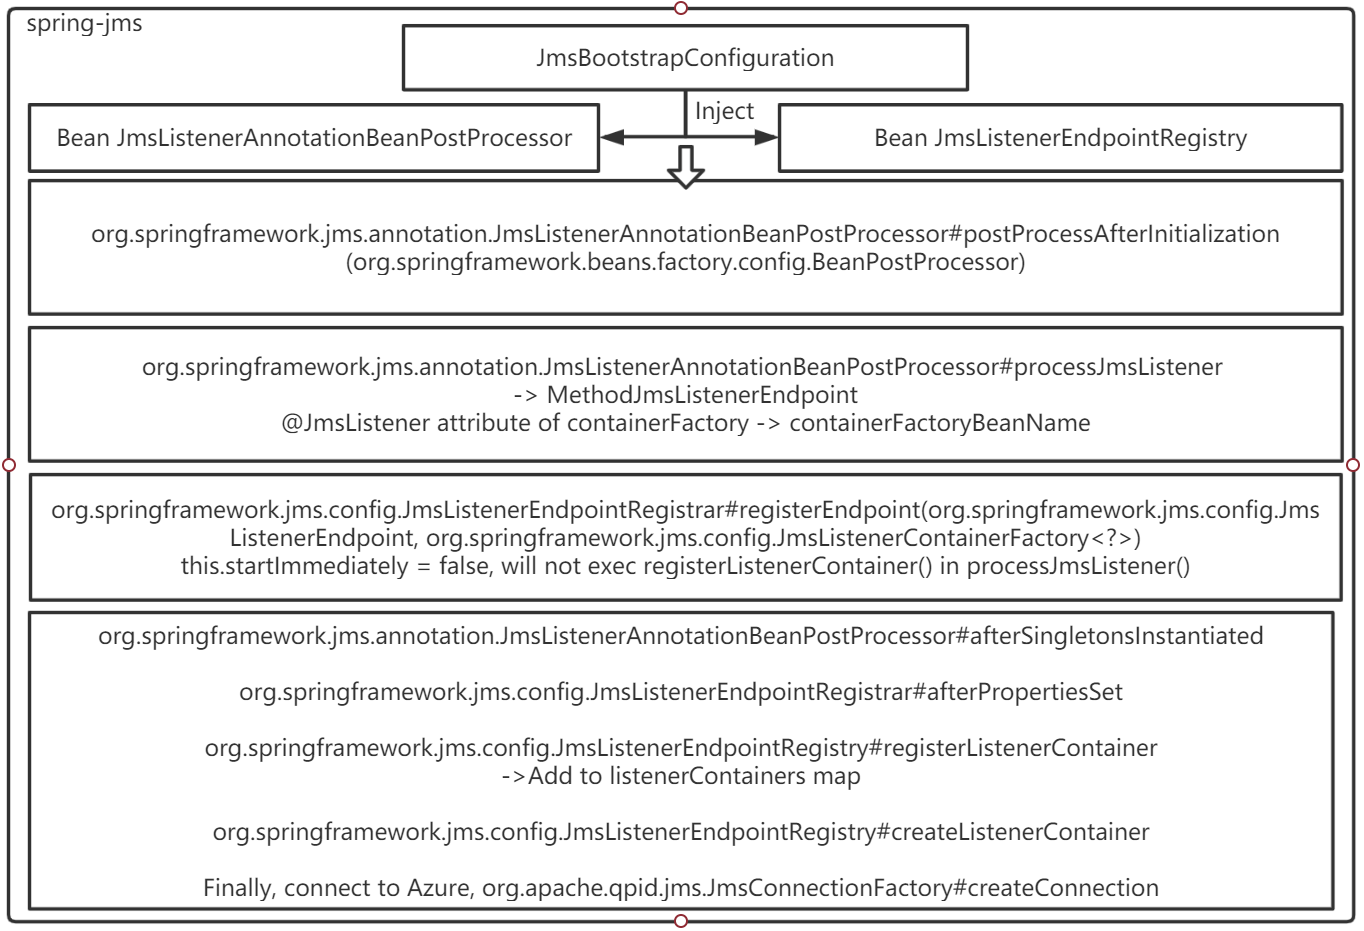 spring-jms
JmsBootstrapConfiguration
Inject
Bean JmsListenerAnnotationBeanPostProcessor
Bean JmsListenerEndpointRegistry
org.springframework.jms.annotation.JmsListenerAnnotationBeanPostProcessor#postProcessAfterInitialization
(org.springframework.beans.factory.config.BeanPostProcessor)
org.springframework.jms.annotation.JmsListenerAnnotationBeanPostProcessor#processJmsListener
-> MethodJmsListenerEndpoint
@JmsListener attribute of containerFactory -> containerFactoryBeanName
org.springframework.jms.config.JmsListenerEndpointRegistrar#registerEndpoint(org.springframework.jms.config.Jms
ListenerEndpoint, org.springframework.jms.config.JmsListenerContainerFactory<?>)
this.startImmediately = false, will not exec registerListenerContainer() in processJmsListener()
org.springframework.jms.annotation.JmsListenerAnnotationBeanPostProcessor#afterSingletonsInstantiated
org.springframework.jms.config.JmsListenerEndpointRegistrar#afterPropertiesSet
org.springframework.jms.config.JmsListenerEndpointRegistry#registerListenerContainer
->Add to listenerContainers map
org.springframework.jms.config.JmsListenerEndpointRegistry#createListenerContainer
Finally, connect to Azure, org.apache.qpid.jms.JmsConnectionFactory#createConnection